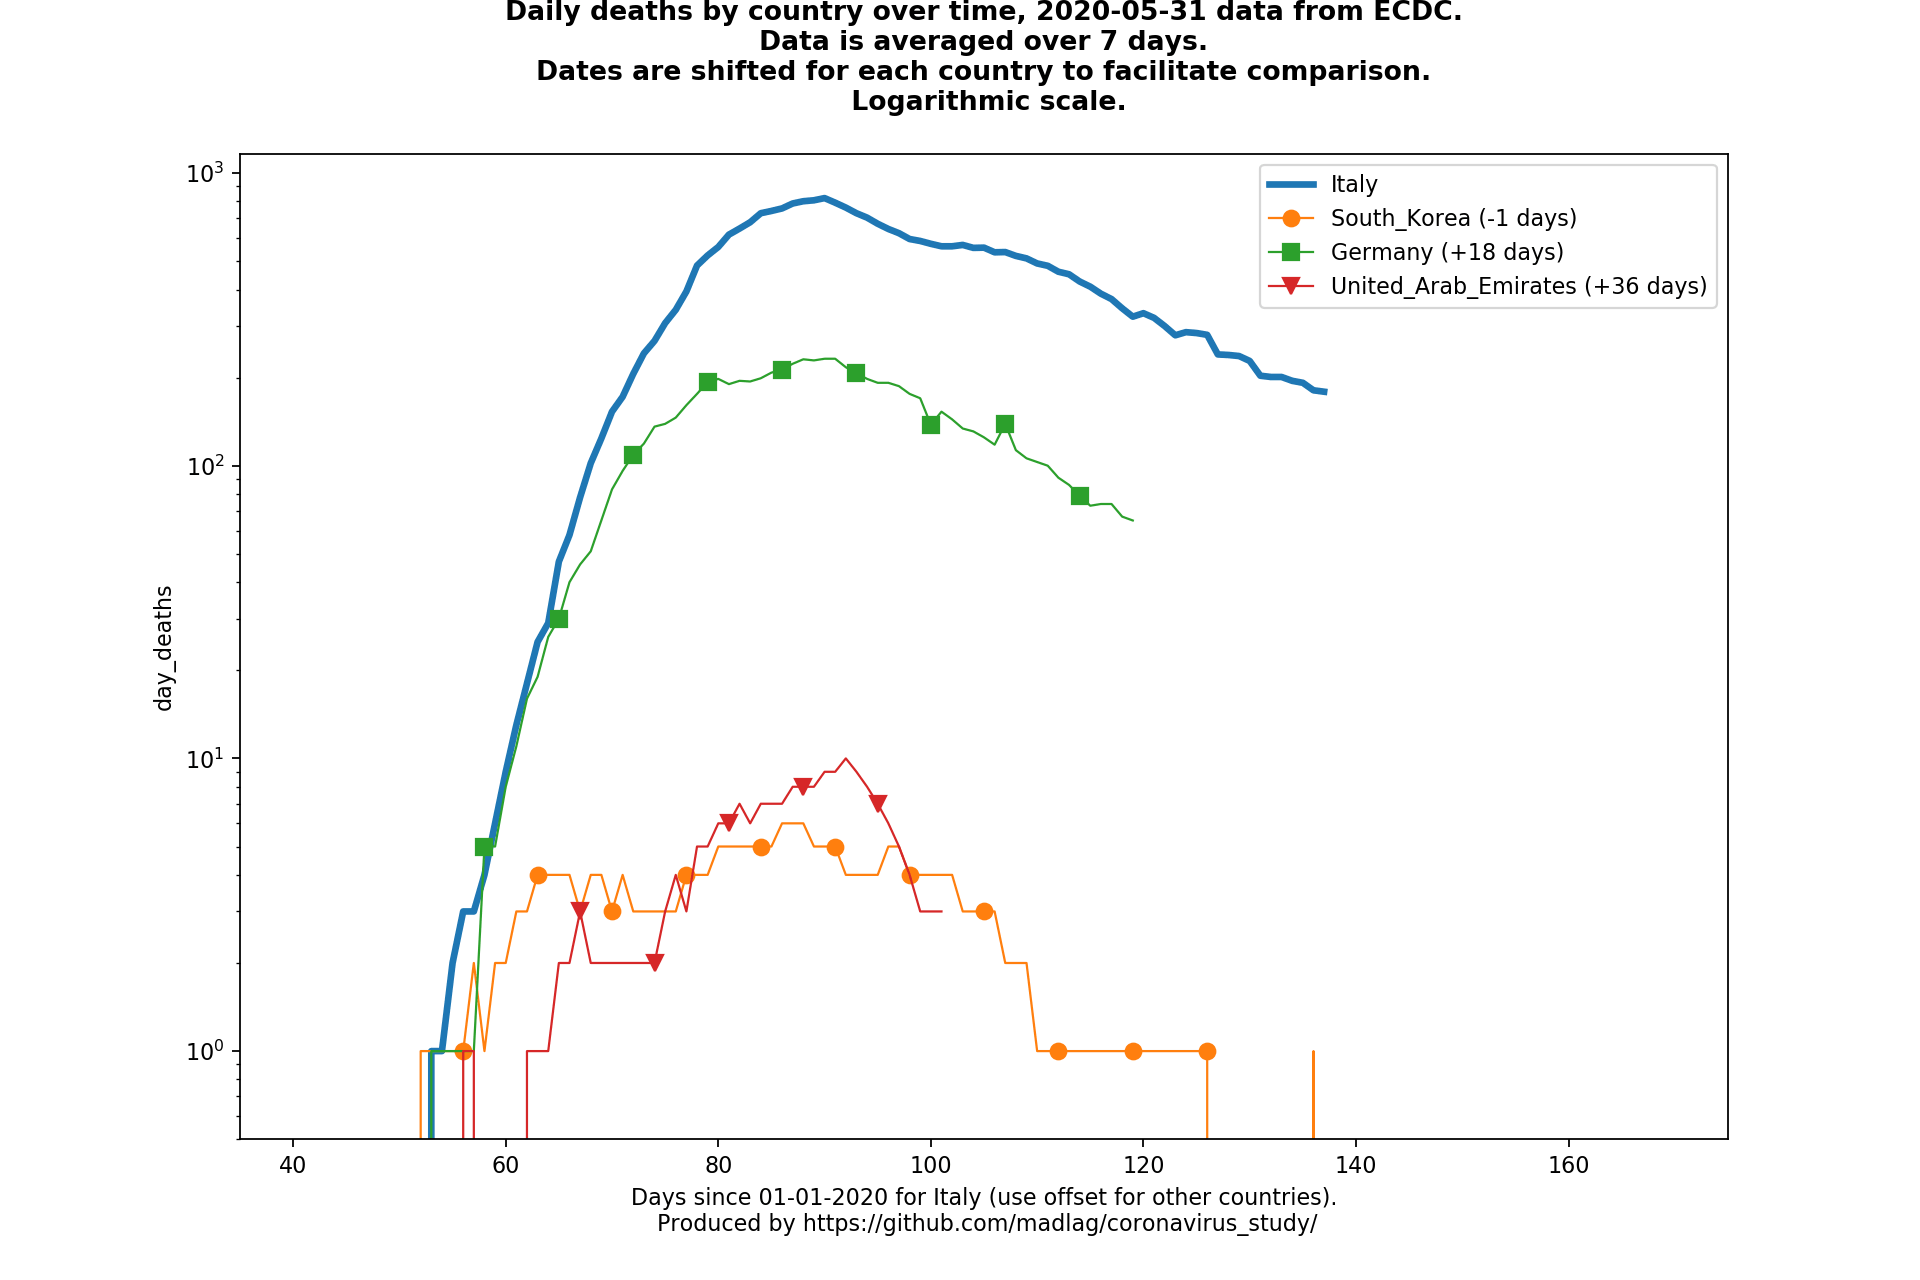 Daily deaths by country over time, 2020-05-31 data from ECDC.
Data is averaged over 7 days.
Dates are shifted for each country to facilitate comparison.
Logarithmic scale.
10³
10²
10¹
10⁰
day_deaths
Italy
South_Korea (-1 days)
Germany (+18 days)
United_Arab_Emirates (+36 days)
40 60 80 100 120 140 160
Days since 01-01-2020 for Italy (use offset for other countries).
Produced by https://github.com/madlag/coronavirus_study/